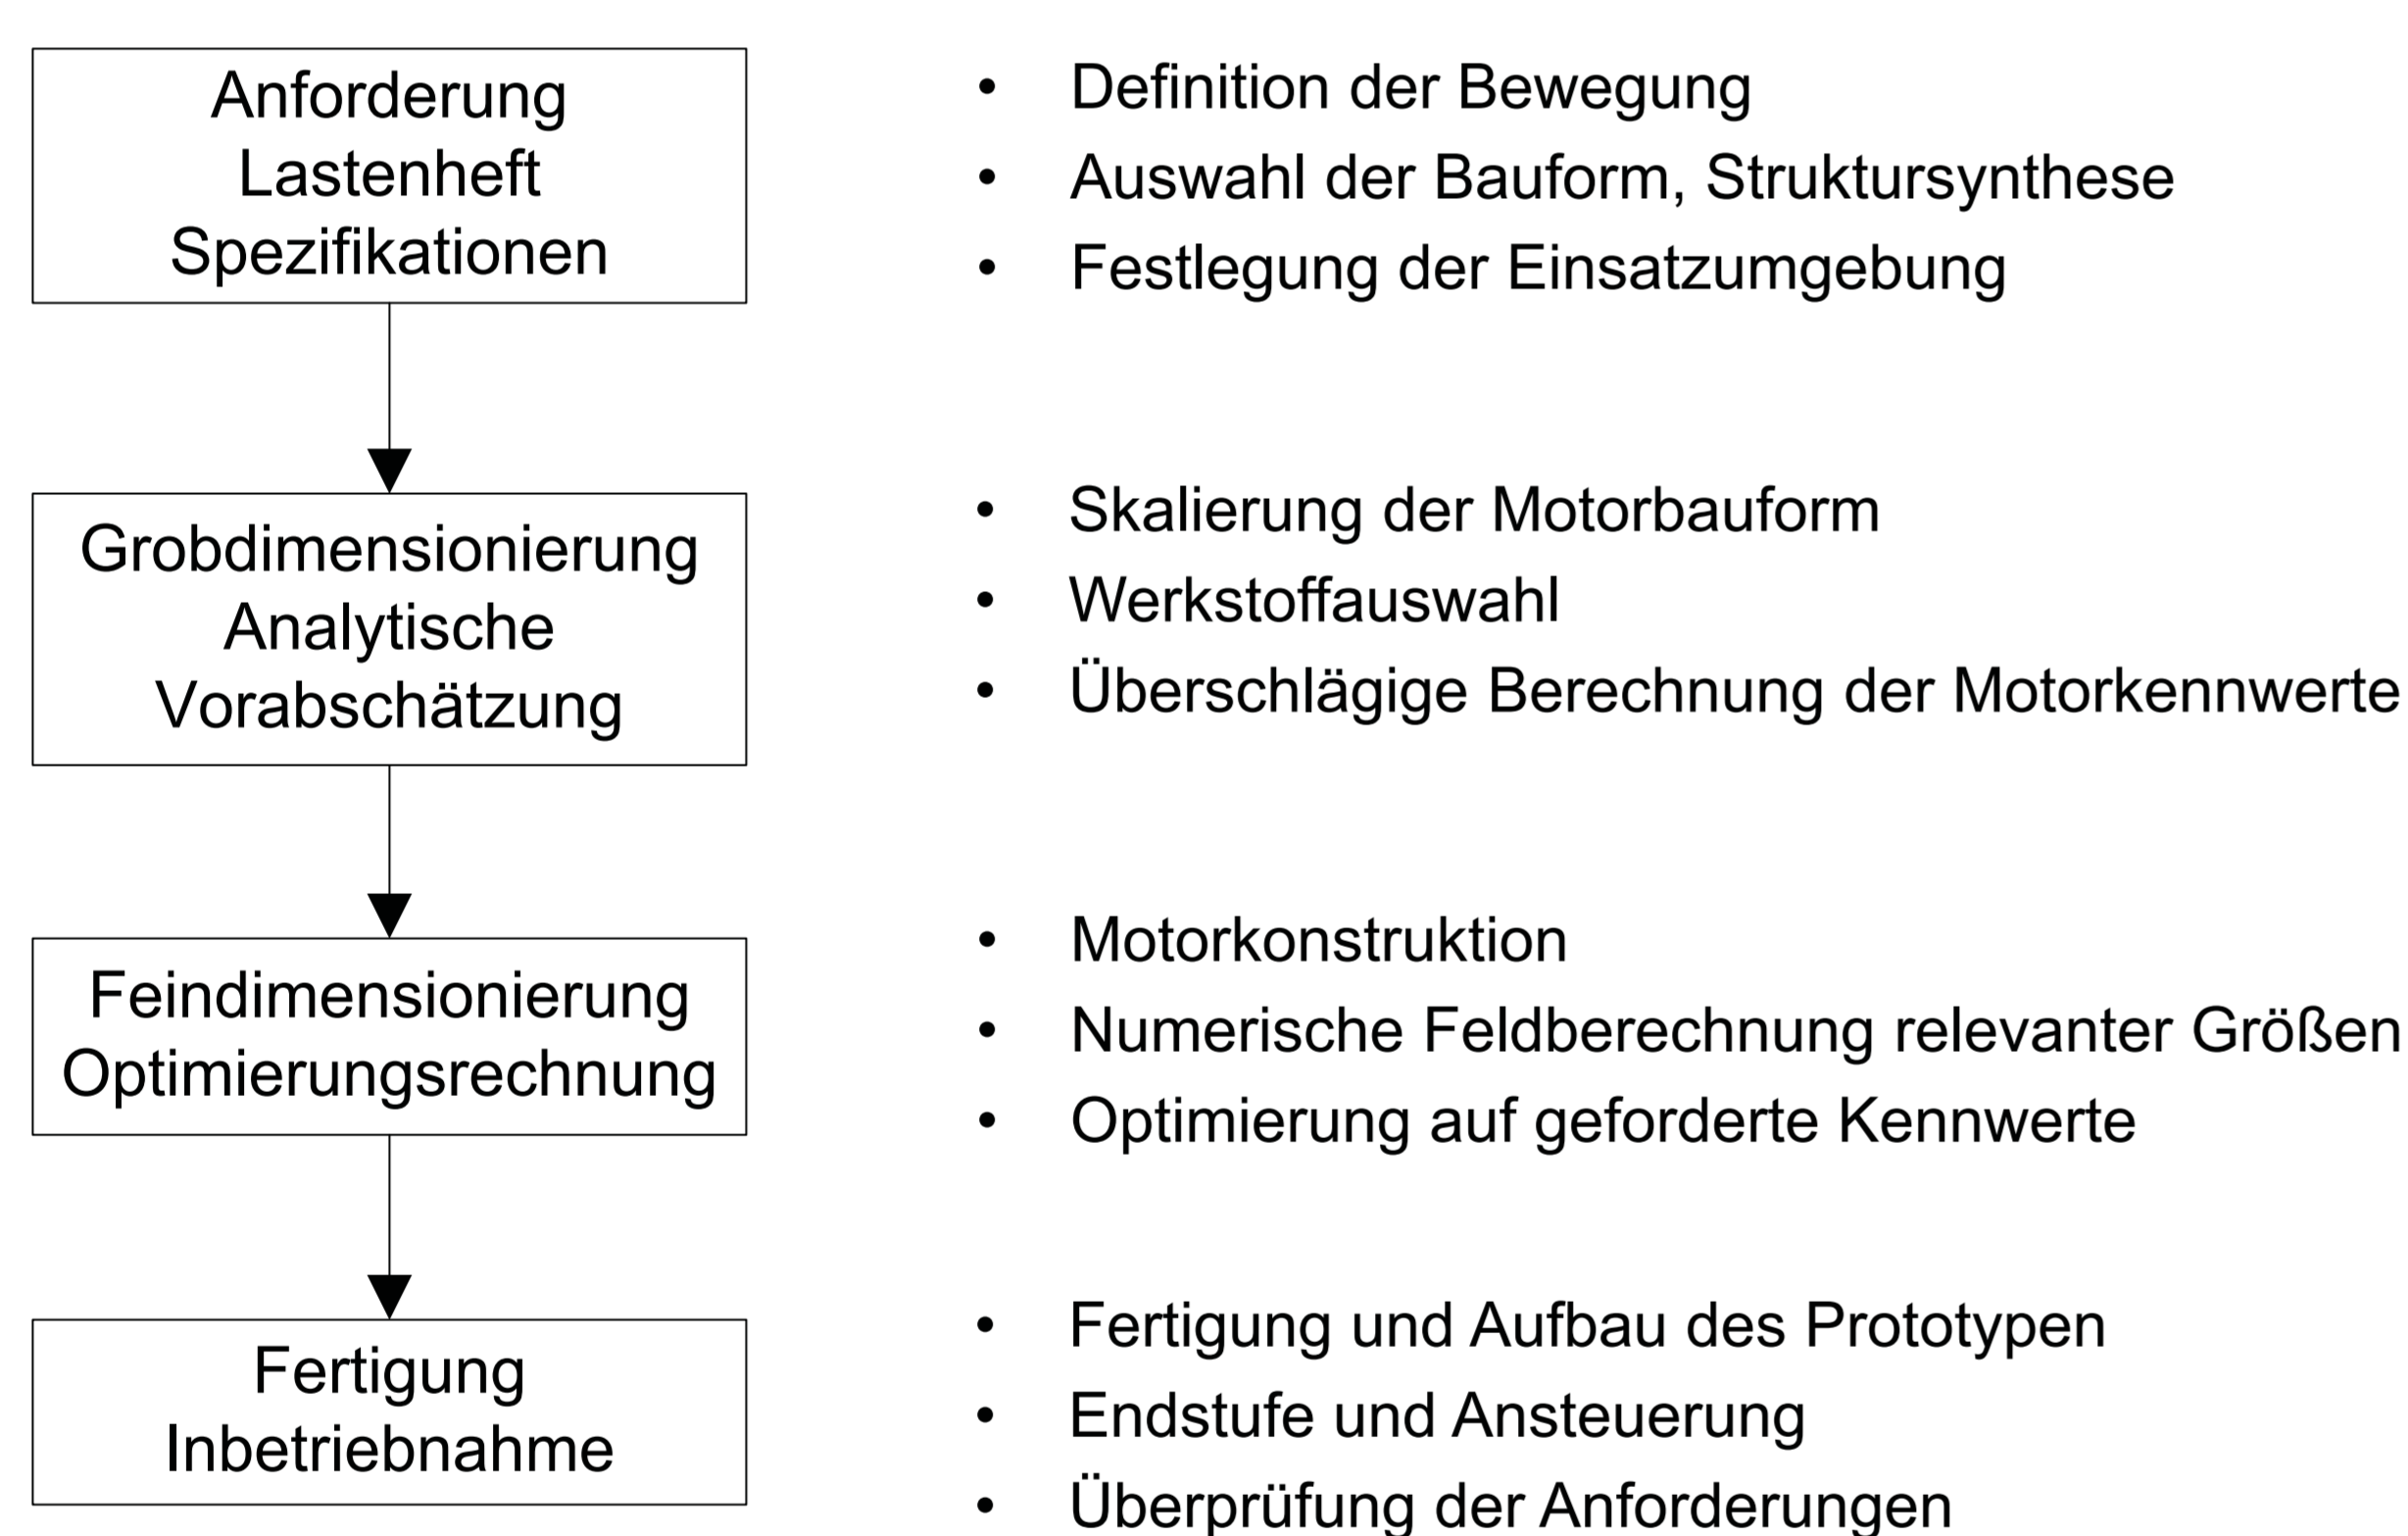 Anforderung
Lastenheft
Spezifikationen
• Definition der Bewegung
• Auswahl der Bauform, Struktursynthese
• Festlegung der Einsatzumgebung
Grobdimensionierung
Analytische
Vorabschätzung
• Skalierung der Motorbauform
• Werkstoffauswahl
• Überschlägige Berechnung der Motorkennwerte
Feindimensionierung
Optimierungsrechnung
• Motorkonstruktion
• Numerische Feldberechnung relevanter Größen
• Optimierung auf geforderte Kennwerte
Fertigung
Inbetriebnahme
• Fertigung und Aufbau des Prototypen
• Endstufe und Ansteuerung
• Überprüfung der Anforderungen